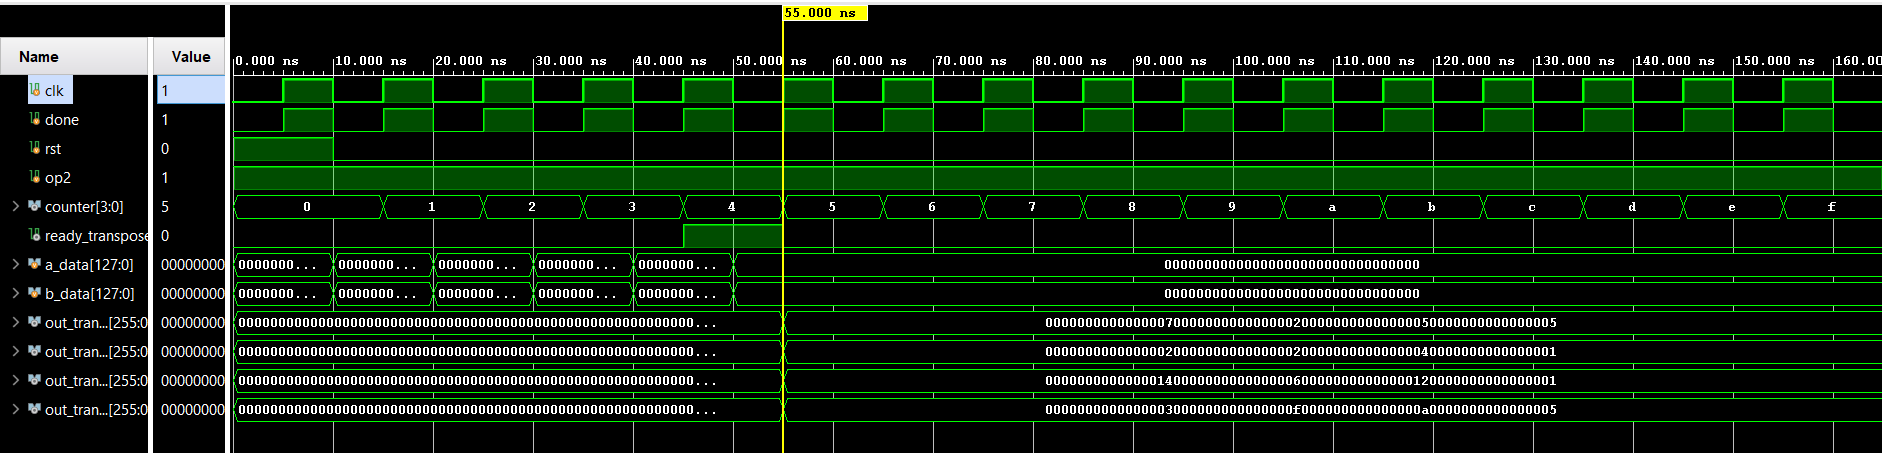 55.000 ns
Name Value
0.000 ns 10.000 ns 20.000 ns 30.000 ns 40.000 ns 50.000 ns 60.000 ns 70.000 ns 80.000 ns 90.000 ns 100.000 ns 110.000 ns 120.000 ns 130.000 ns 140.000 ns 150.000 ns 160.00
clk 1
done 1
rst 0
op2 1
counter[3:0] 5 0 1 2 3 4 5 6 7 8 9 a b c d e f
ready_transpose 0
a_data[127:0] 00000000 0000000... 0000000... 0000000... 0000000... 0000000... 00000000000000000000000000000000
b_data[127:0] 00000000 0000000... 0000000... 0000000... 0000000... 0000000... 00000000000000000000000000000000
out_tran...[255:0 00000000 000000000000000000000000000000000000000000000000000000000... 0000000000000007000000000000000200000000000000050000000000000005
out_tran...[255:0 00000000 000000000000000000000000000000000000000000000000000000000... 0000000000000002000000000000000200000000000000040000000000000001
out_tran...[255:0 00000000 000000000000000000000000000000000000000000000000000000000... 0000000000000014000000000000000600000000000000120000000000000001
out_tran...[255:0 00000000 000000000000000000000000000000000000000000000000000000000... 0000000000000003000000000000000f000000000000000a0000000000000005